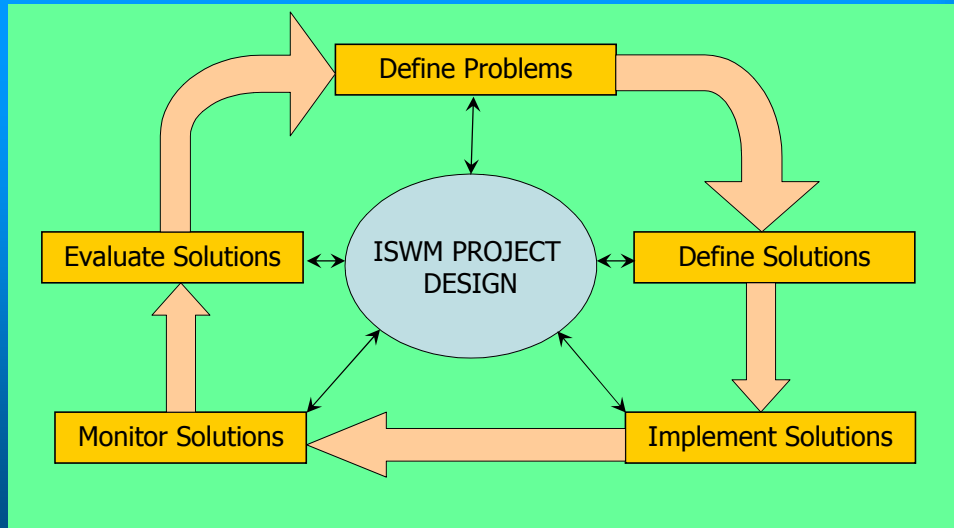 Define Problems
Evaluate Solutions
ISWM PROJECT
DESIGN
Define Solutions
Monitor Solutions
Implement Solutions